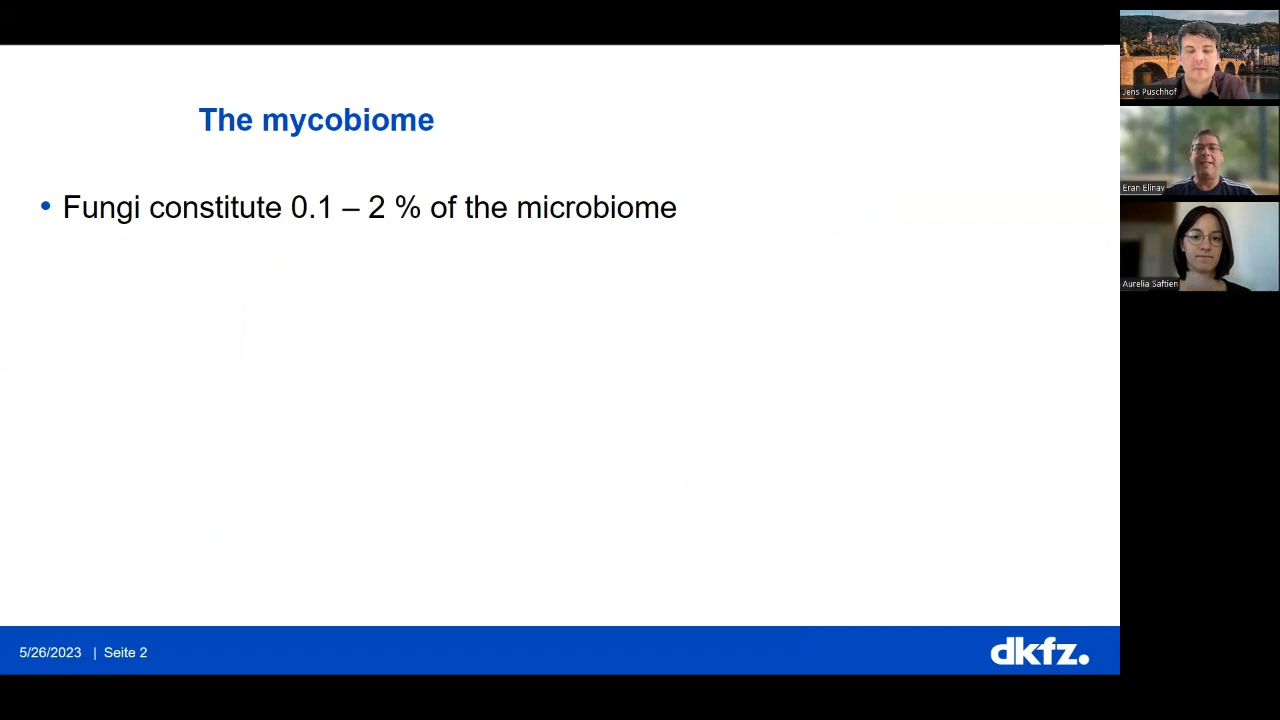 The mycobiome
• Fungi constitute 0.1 – 2 % of the microbiome
5/26/2023 | Seite 2
dkfz.
Jens Puschhof
Eran Elinav
Aurelia Saftien